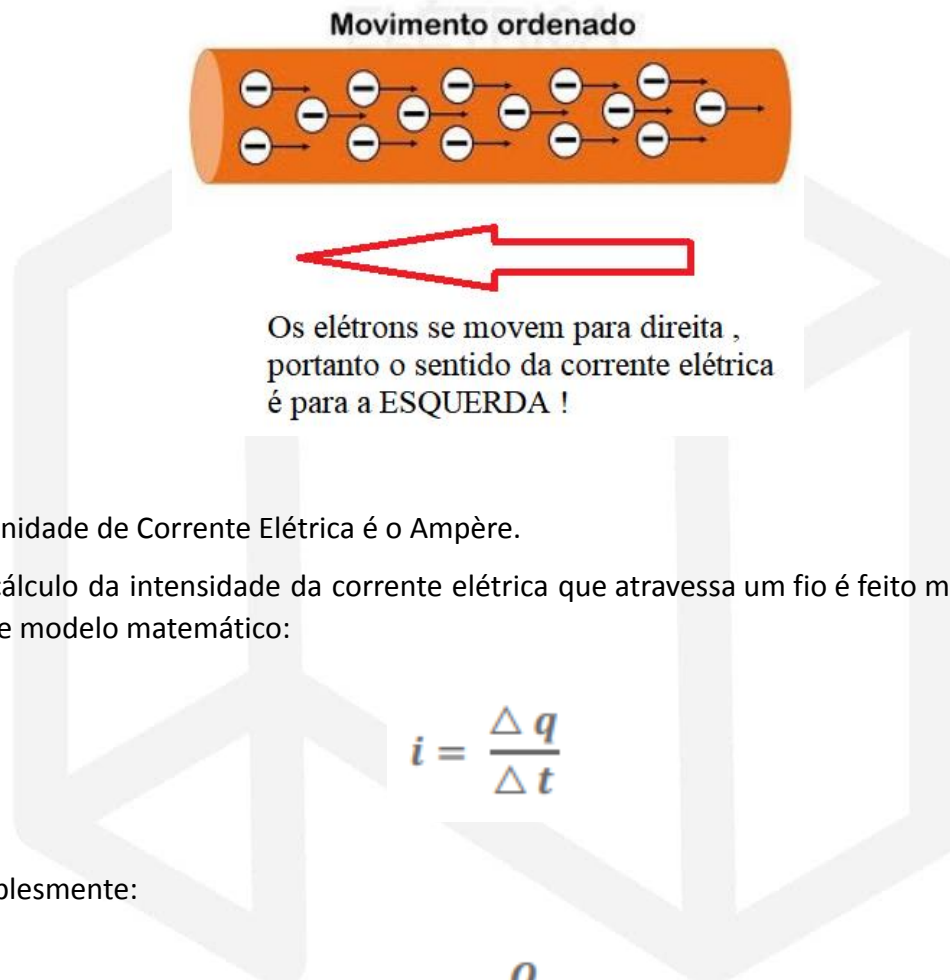 Movimento ordenado
Os elétrons se movem para direita ,
portanto o sentido da corrente elétrica
é para a ESQUERDA !
nidade de Corrente Elétrica é o Ampère.
cálculo da intensidade da corrente elétrica que atravessa um fio é feito m
e modelo matemático:
i = △ q / △ t
plesmente: